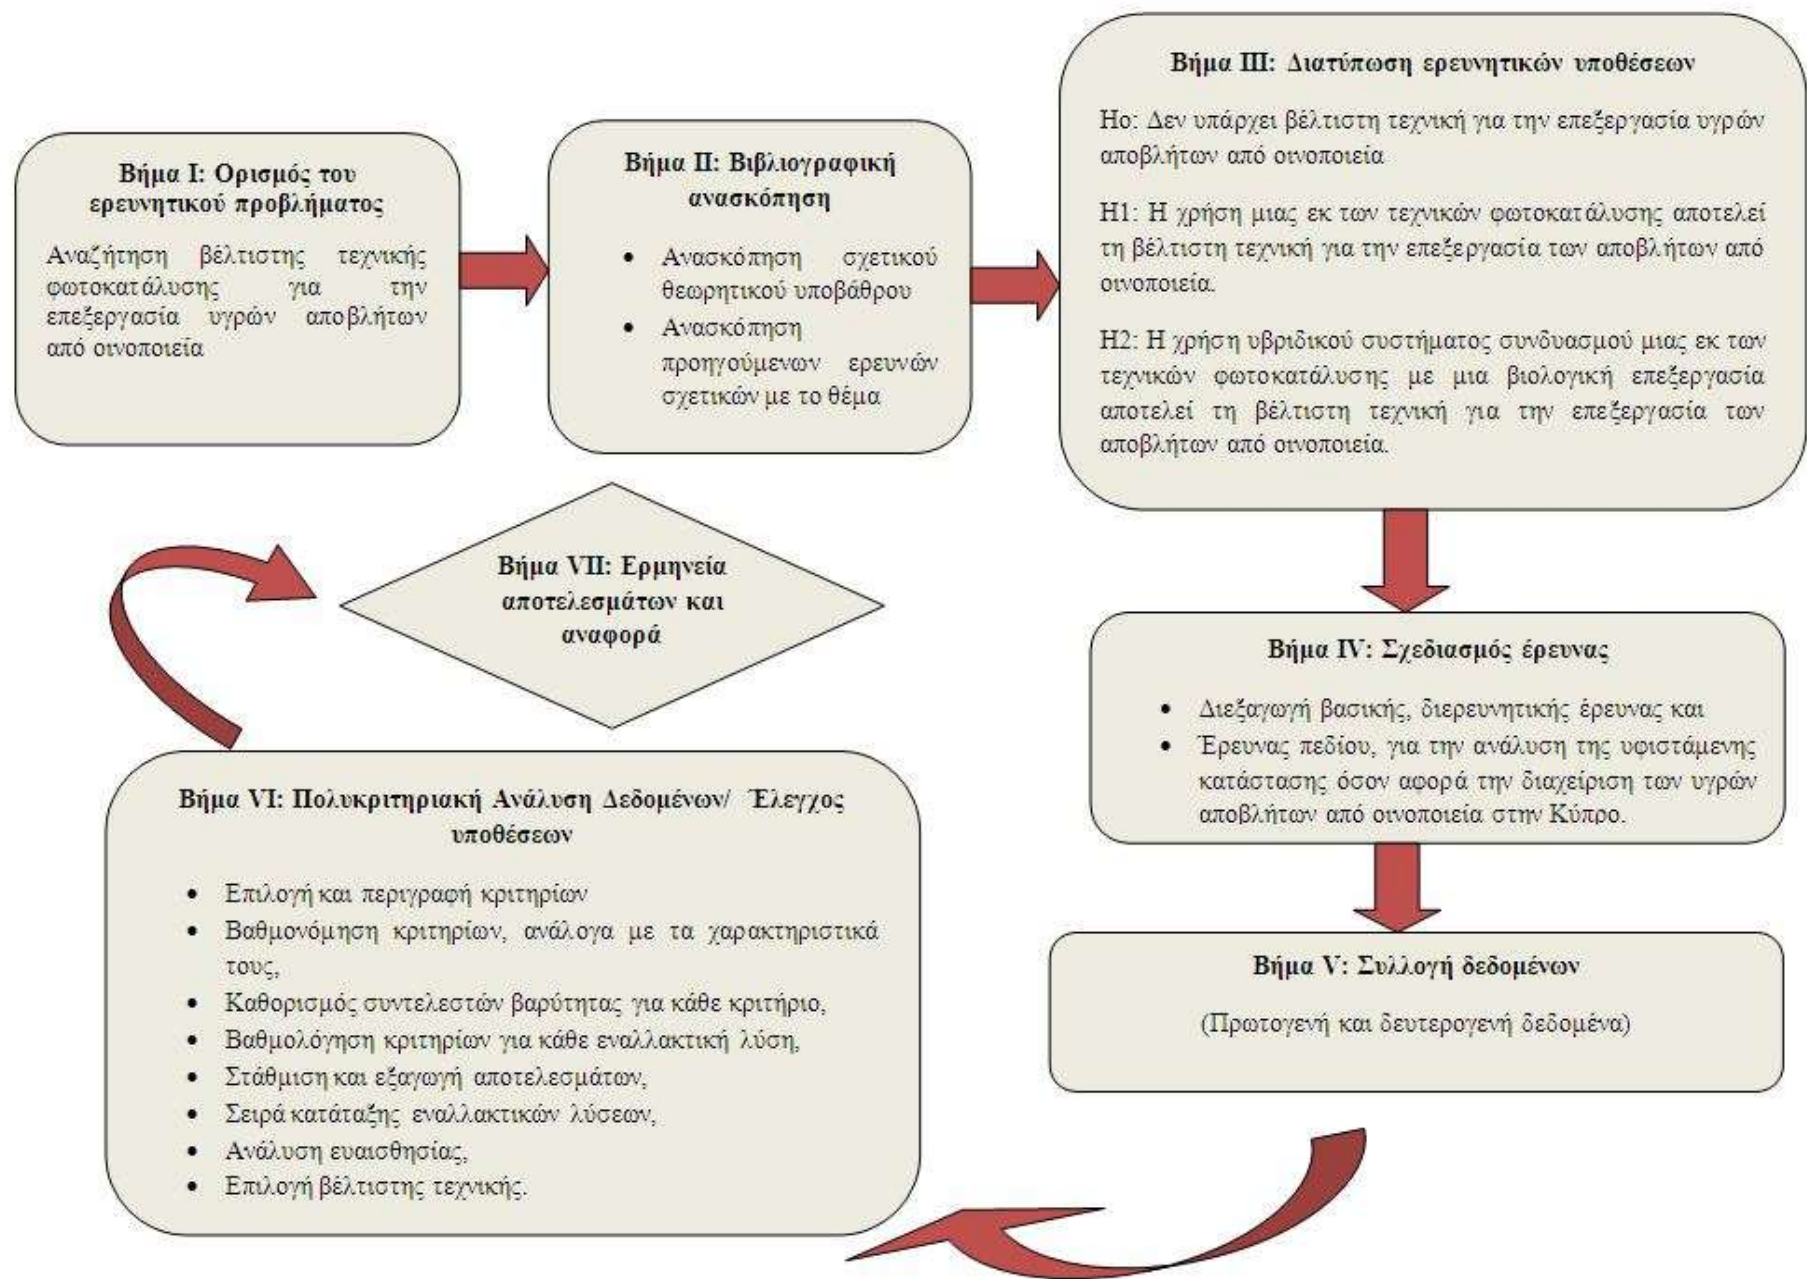 Βήμα Ι: Ορισμός του
ερευνητικού προβλήματος
Αναζήτηση βέλτιστης τεχνικής
φωτοκατάλυσης για την
επεξεργασία υγρών αποβλήτων
από οινοποιεία
Βήμα ΙΙ: Βιβλιογραφική
ανασκόπηση
• Ανασκόπηση σχετικού
θεωρητικού υποβάθρου
• Ανασκόπηση
προηγούμενων ερευνών
σχετικών με το θέμα
Βήμα ΙΙΙ: Διατύπωση ερευνητικών υποθέσεων
Ηο: Δεν υπάρχει βέλτιστη τεχνική για την επεξεργασία υγρών
αποβλήτων από οινοποιεία
Η1: Η χρήση μιας εκ των τεχνικών φωτοκατάλυσης αποτελεί
τη βέλτιστη τεχνική για την επεξεργασία των αποβλήτων από
οινοποιεία.
Η2: Η χρήση υβριδικού συστήματος συνδυασμού μιας εκ των
τεχνικών φωτοκατάλυσης με μια βιολογική επεξεργασία
αποτελεί τη βέλτιστη τεχνική για την επεξεργασία των
αποβλήτων από οινοποιεία.
Βήμα IV: Σχεδιασμός έρευνας
• Διεξαγωγή βασικής, διερευνητικής έρευνας και
• Έρευνας πεδίου, για την ανάλυση της υφιστάμενης
κατάστασης όσον αφορά την διαχείριση των υγρών
αποβλήτων από οινοποιεία στην Κύπρο.
Βήμα V: Συλλογή δεδομένων
(Πρωτογενή και δευτερογενή δεδομένα)
Βήμα VI: Πολυκριτηριακή Ανάλυση Δεδομένων/ Έλεγχος
υποθέσεων
• Επιλογή και περιγραφή κριτηρίων
• Βαθμονόμηση κριτηρίων, ανάλογα με τα χαρακτηριστικά
τους,
• Καθορισμός συντελεστών βαρύτητας για κάθε κριτήριο,
• Βαθμολόγηση κριτηρίων για κάθε εναλλακτική λύση,
• Στάθμιση και εξαγωγή αποτελεσμάτων,
• Σειρά κατάταξης εναλλακτικών λύσεων,
• Ανάλυση ευαισθησίας,
• Επιλογή βέλτιστης τεχνικής.
Βήμα VII: Ερμηνεία
αποτελεσμάτων και
αναφορά